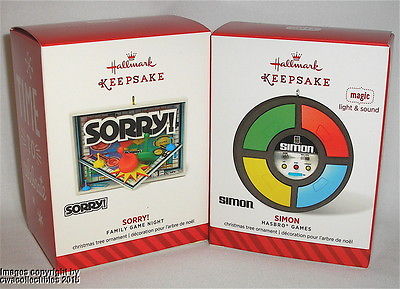 Hallmark
KEEPSAKE
SORRY!
SORRY!
SORRY!
FAMILY GAME NIGHT
christmas tree ornament | décoration pour l'arbre de noël
Hallmark
KEEPSAKE
magic
light & sound
simon
simon
SIMON
HASBRO® GAMES
christmas tree ornament | décoration pour l'arbre de noël
TIME
Images copyright by
cwscollectibles 2015